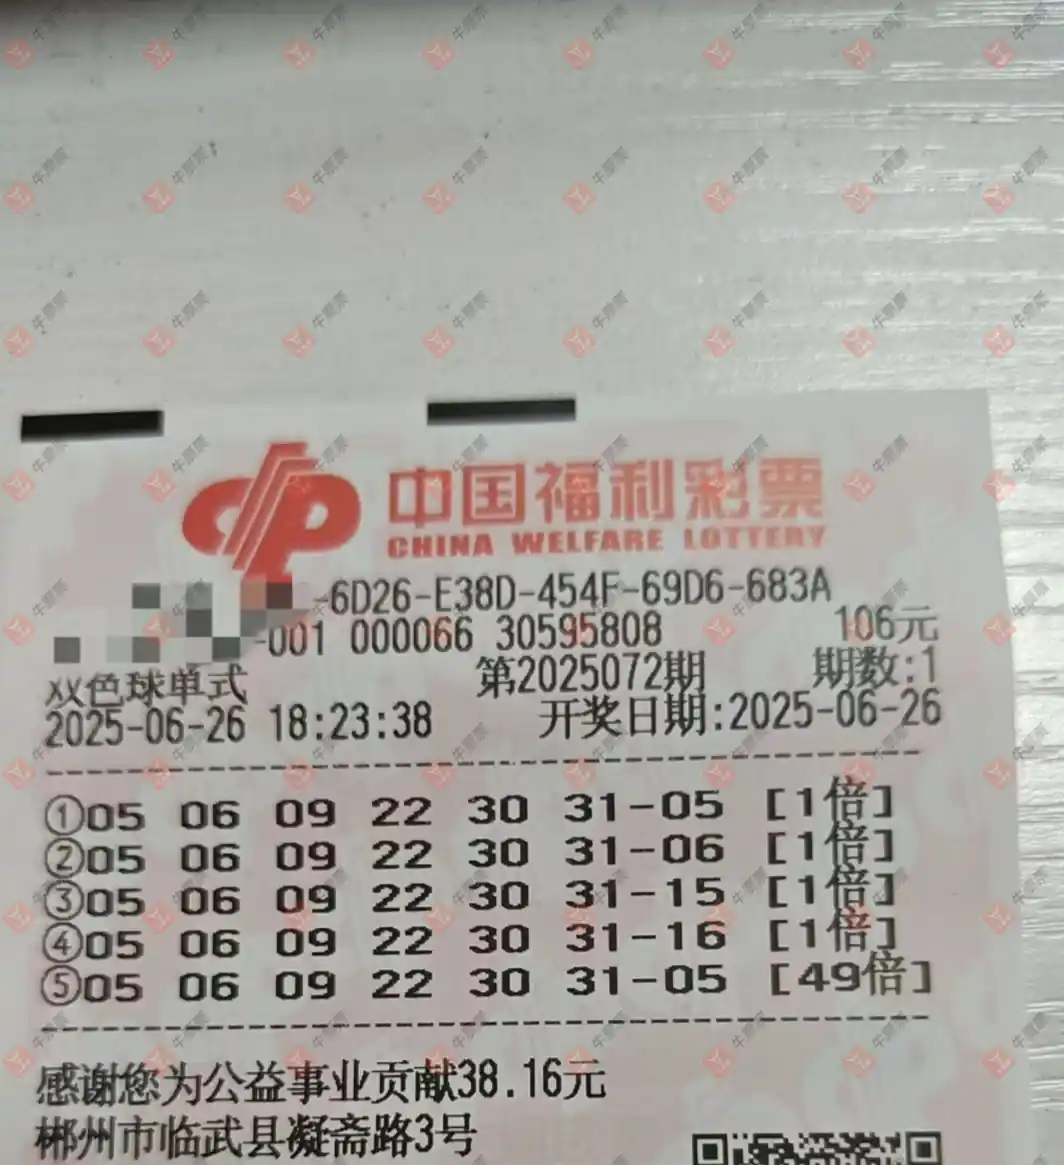 中国福利彩票
CHINA WELFARE LOTTERY
-6D26-E38D-454F-69D6-683A
-001 000066 30595808 106元
双色球单式 第2025072期 期数:1
2025-06-26 18:23:38 开奖日期:2025-06-26
①05 06 09 22 30 31-05 [1倍]
②05 06 09 22 30 31-06 [1倍]
③05 06 09 22 30 31-15 [1倍]
④05 06 09 22 30 31-16 [1倍]
⑤05 06 09 22 30 31-05 [49倍]
感谢您为公益事业贡献38.16元
郴州市临武县凝斋路3号